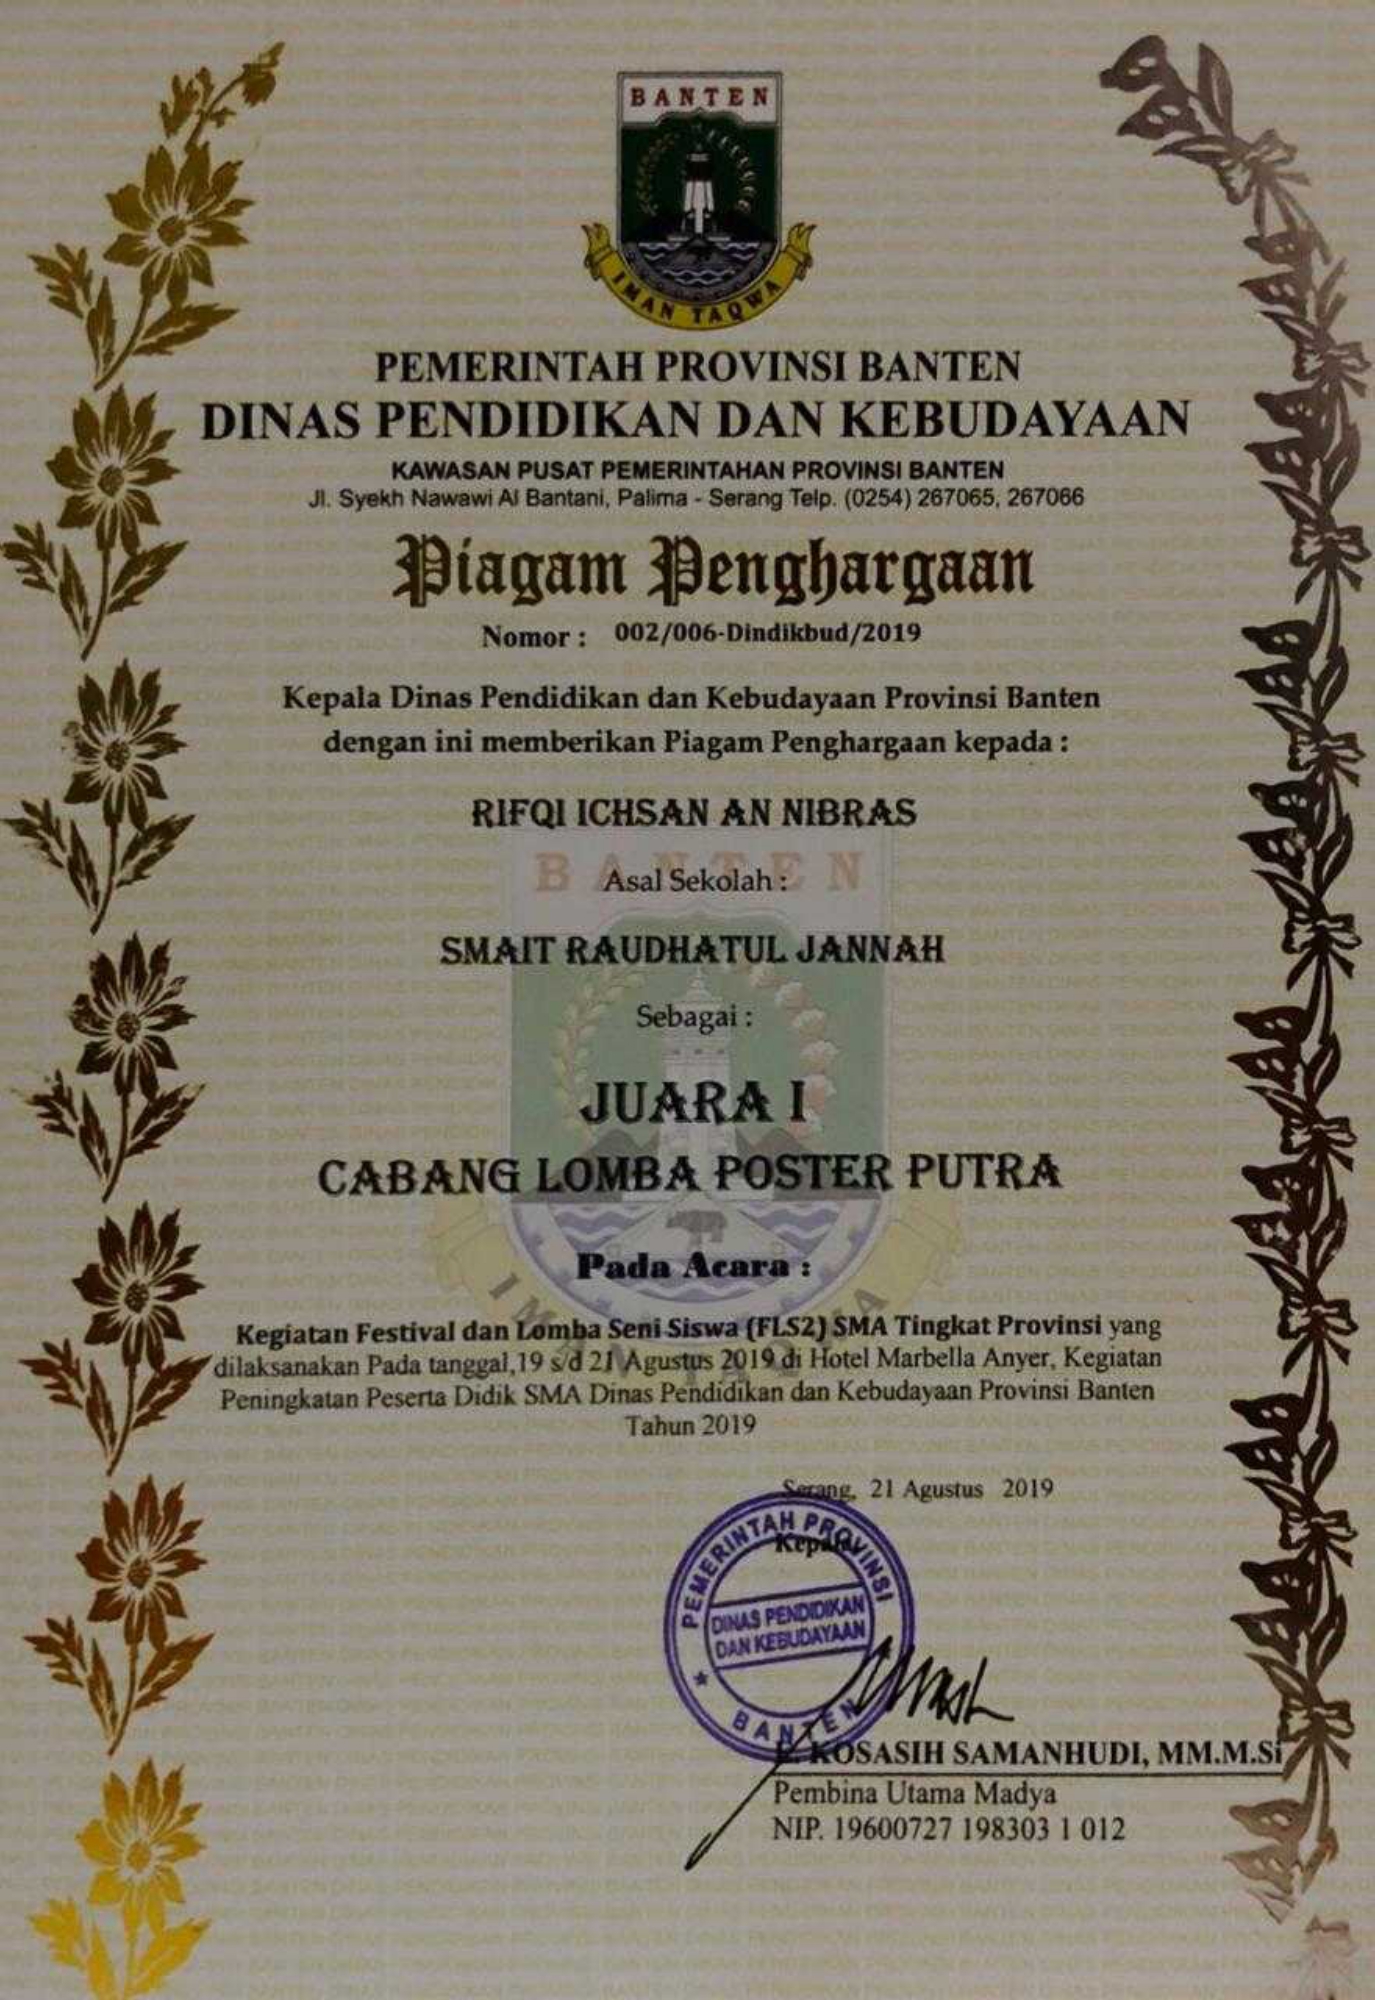 BANTEN
IMAN TAQWA
PEMERINTAH PROVINSI BANTEN
DINAS PENDIDIKAN DAN KEBUDAYAAN
KAWASAN PUSAT PEMERINTAHAN PROVINSI BANTEN
Jl. Syekh Nawawi Al Bantani, Palima - Serang Telp. (0254) 267065, 267066
Piagam Penghargaan
Nomor : 002/006-Dindikbud/2019
Kepala Dinas Pendidikan dan Kebudayaan Provinsi Banten
dengan ini memberikan Piagam Penghargaan kepada :
RIFQI ICHSAN AN NIBRAS
BANTEN
Asal Sekolah :
SMAIT RAUDHATUL JANNAH
Sebagai :
JUARA I
CABANG LOMBA POSTER PUTRA
Pada Acara :
Kegiatan Festival dan Lomba Seni Siswa (FLS2) SMA Tingkat Provinsi yang
dilaksanakan Pada tanggal,19 s/d 21 Agustus 2019 di Hotel Marbella Anyer, Kegiatan
Peningkatan Peserta Didik SMA Dinas Pendidikan dan Kebudayaan Provinsi Banten
Tahun 2019
Serang, 21 Agustus 2019
Kepala
PEMERINTAH PROVINSI
DINAS PENDIDIKAN
DAN KEBUDAYAAN
BANTEN
KOSASIH SAMANHUDI, MM.M.Si
Pembina Utama Madya
NIP. 19600727 198303 1 012